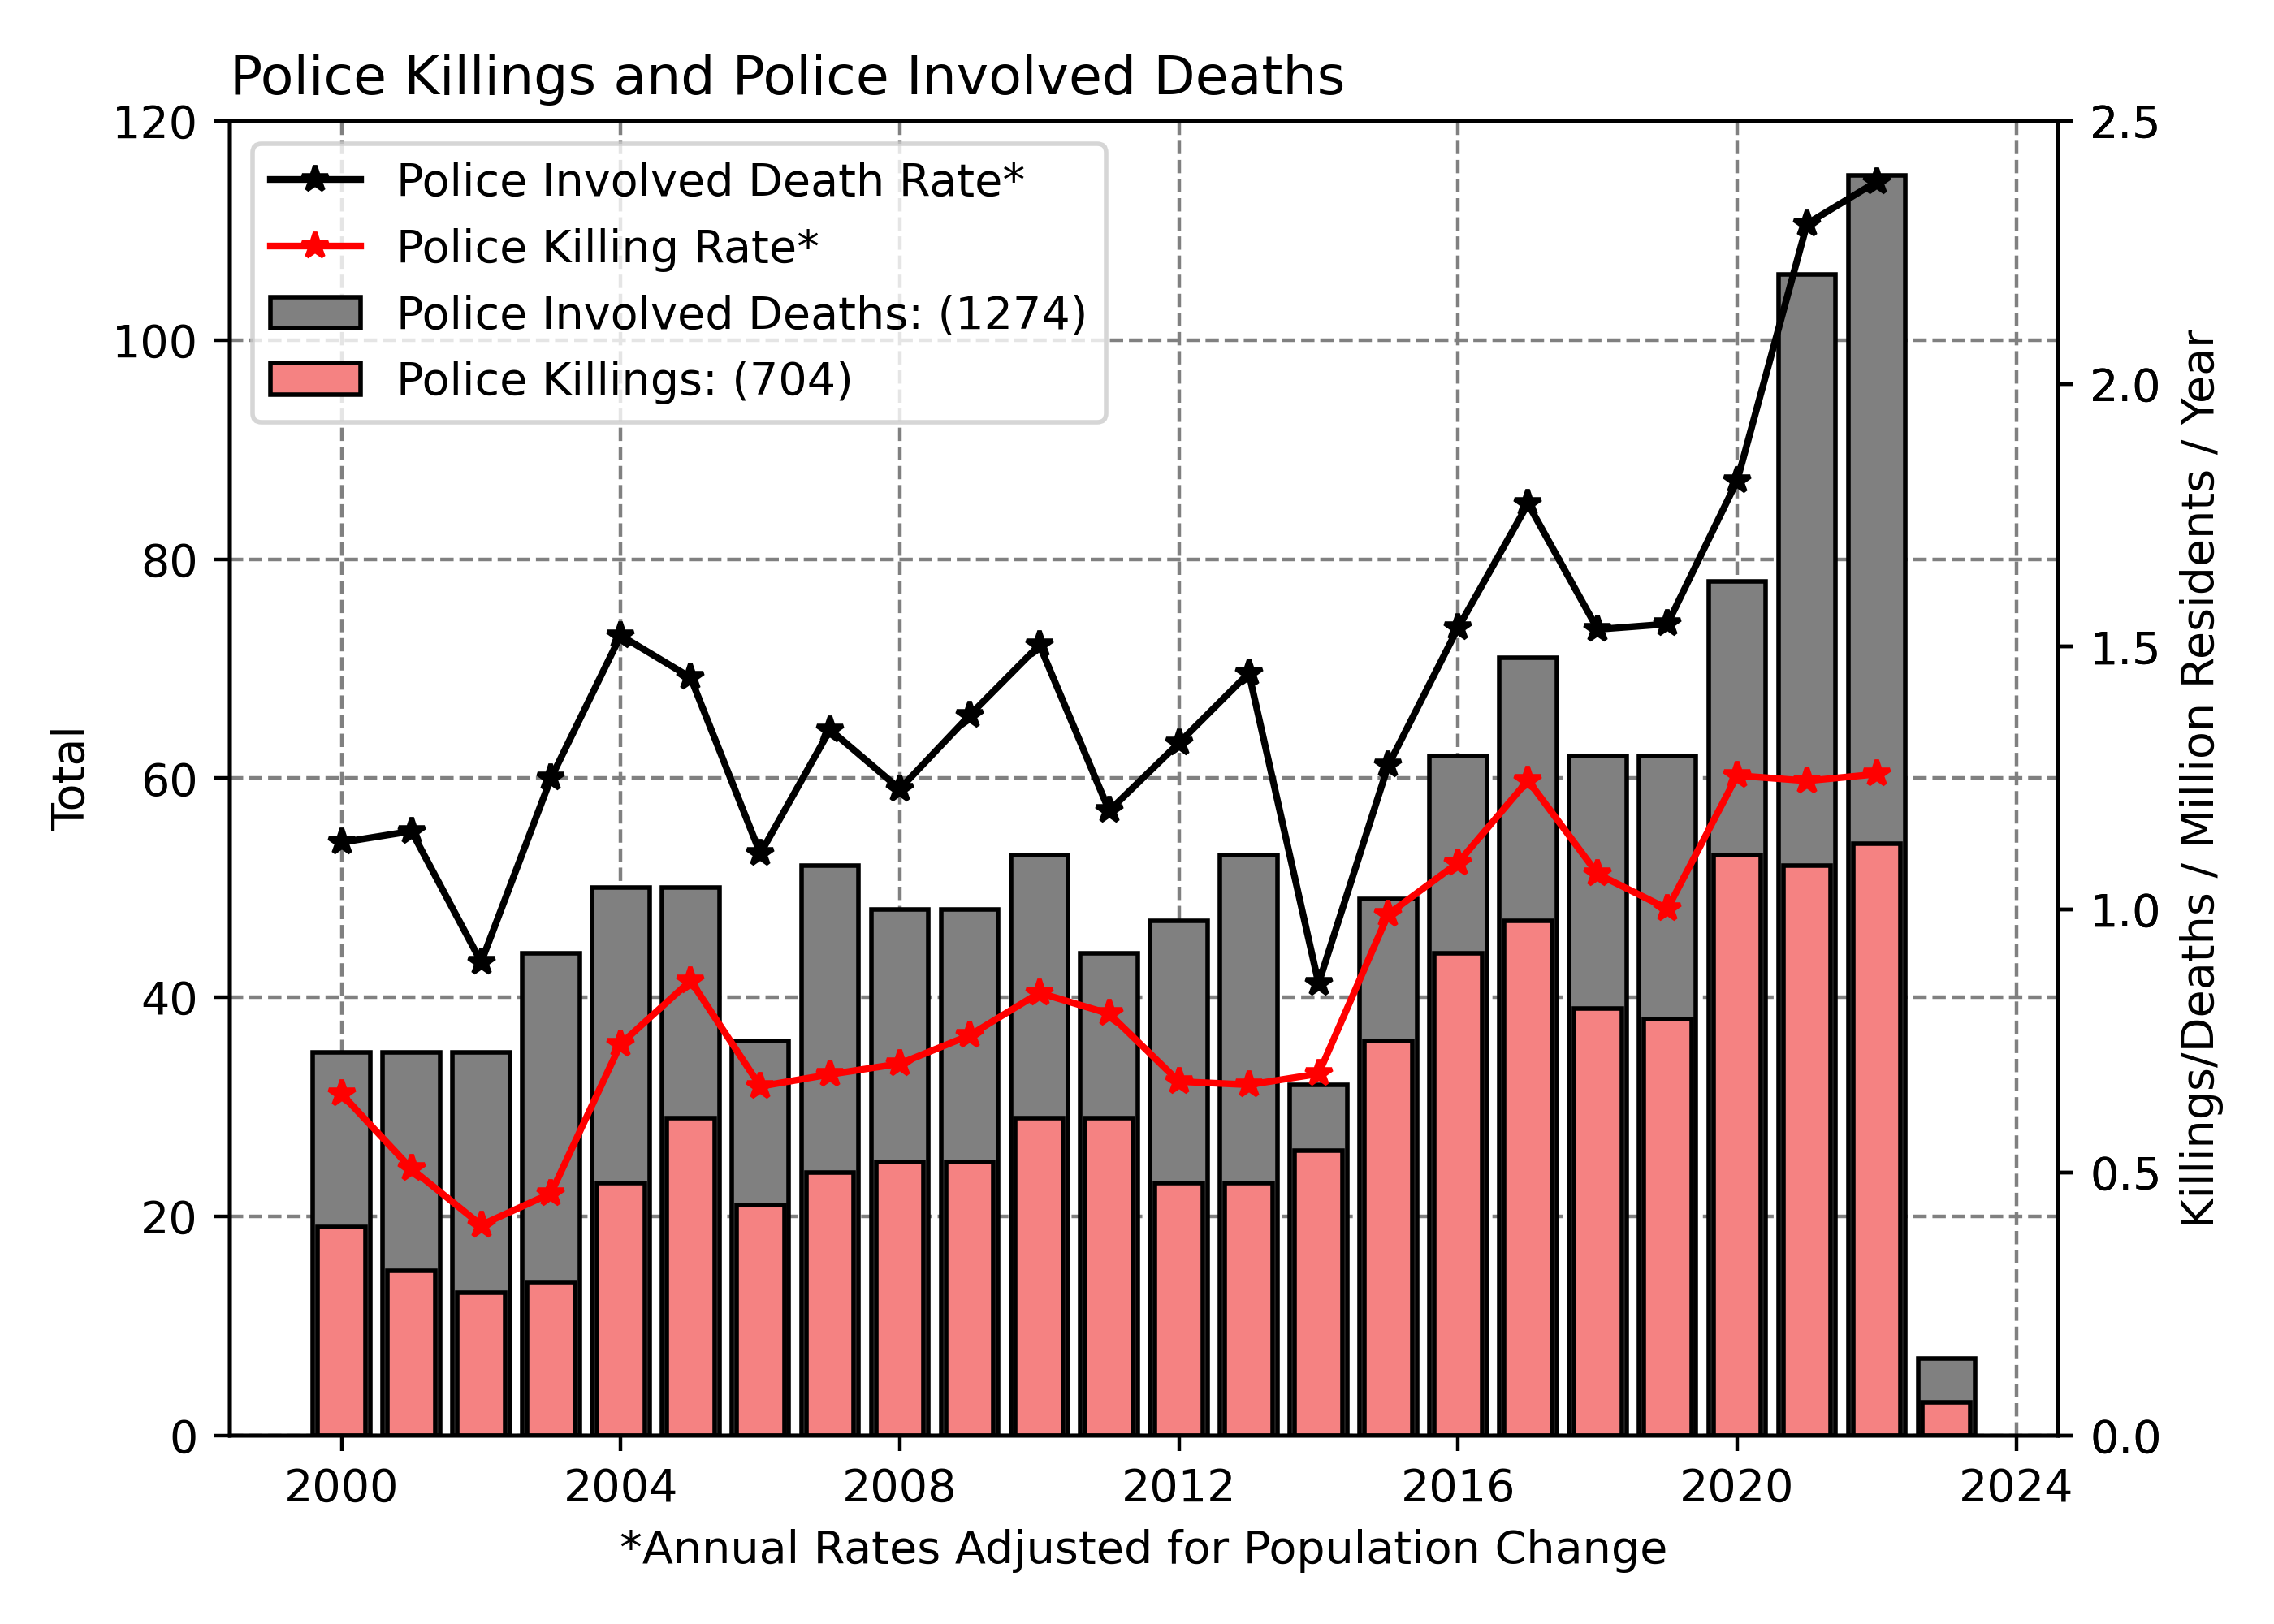 Police Killings and Police Involved Deaths
120
100
80
60
40
20
0
Total
Police Involved Death Rate*
Police Killing Rate*
Police Involved Deaths: (1274)
Police Killings: (704)
2.5
2.0
1.5
1.0
0.5
0.0
Killings/Deaths / Million Residents / Year
2000 2004 2008 2012 2016 2020 2024
*Annual Rates Adjusted for Population Change